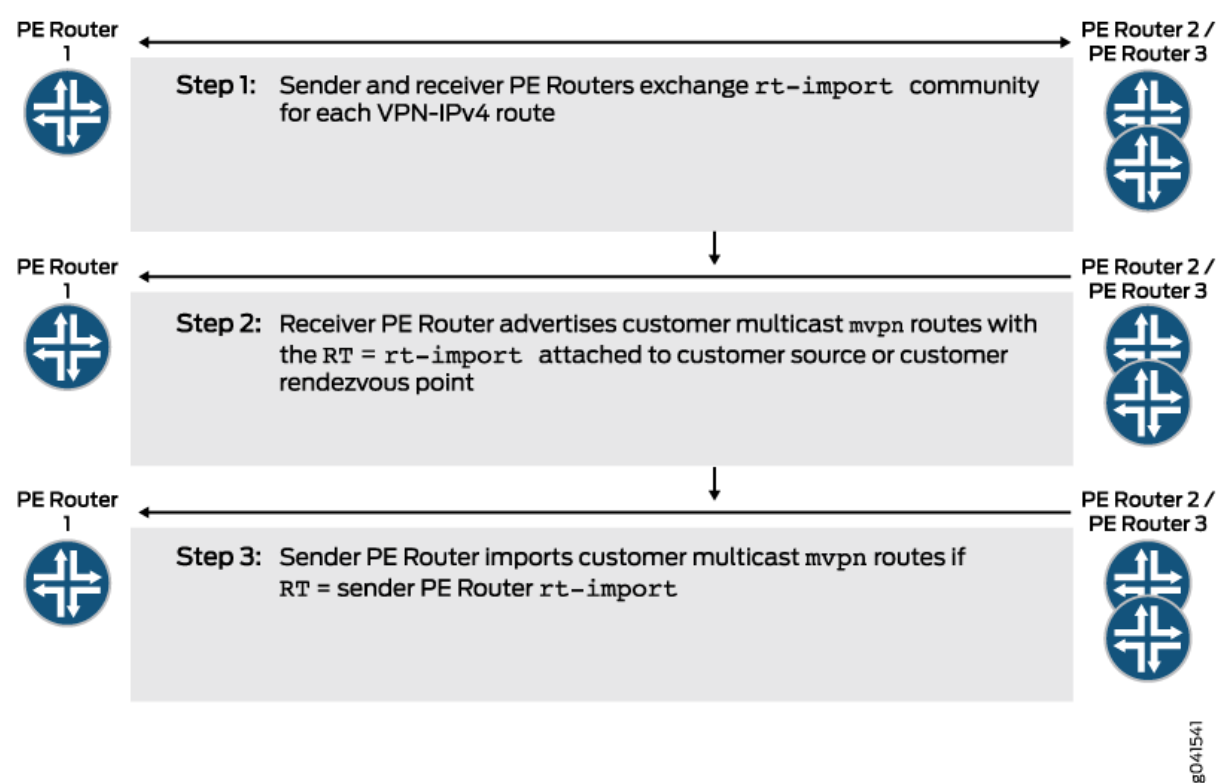 PE Router
1
PE Router 2 /
PE Router 3
Step 1: Sender and receiver PE Routers exchange rt-import community
for each VPN-IPv4 route
PE Router
1
PE Router 2 /
PE Router 3
Step 2: Receiver PE Router advertises customer multicast mvpn routes with
the RT = rt-import attached to customer source or customer
rendezvous point
PE Router
1
PE Router 2 /
PE Router 3
Step 3: Sender PE Router imports customer multicast mvpn routes if
RT = sender PE Router rt-import
g041541